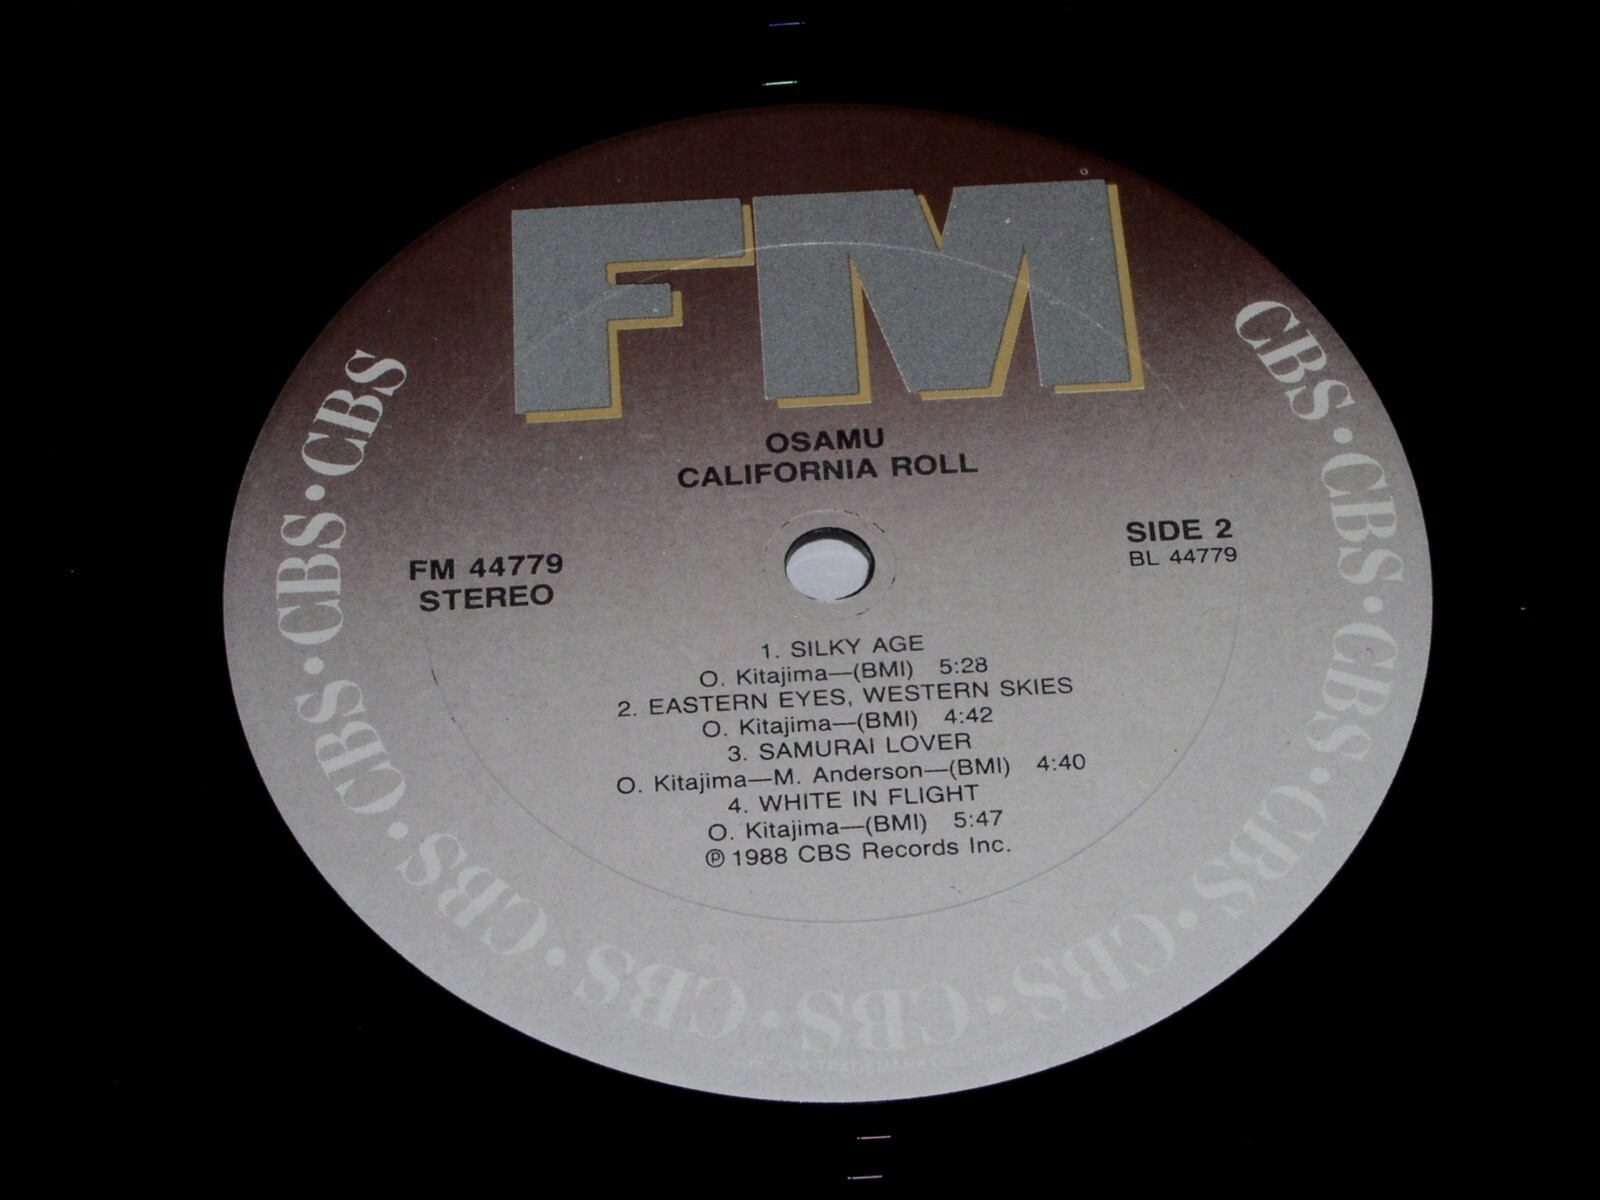 FM
OSAMU
CALIFORNIA ROLL
FM 44779
STEREO
SIDE 2
BL 44779
1. SILKY AGE
O. Kitajima—(BMI) 5:28
2. EASTERN EYES, WESTERN SKIES
O. Kitajima—(BMI) 4:42
3. SAMURAI LOVER
O. Kitajima—M. Anderson—(BMI) 4:40
4. WHITE IN FLIGHT
O. Kitajima—(BMI) 5:47
℗ 1988 CBS Records Inc.
CBS • CBS • CBS • CBS • CBS • CBS • CBS • CBS • CBS • CBS • CBS
IS A TRADEMARK OF CBS